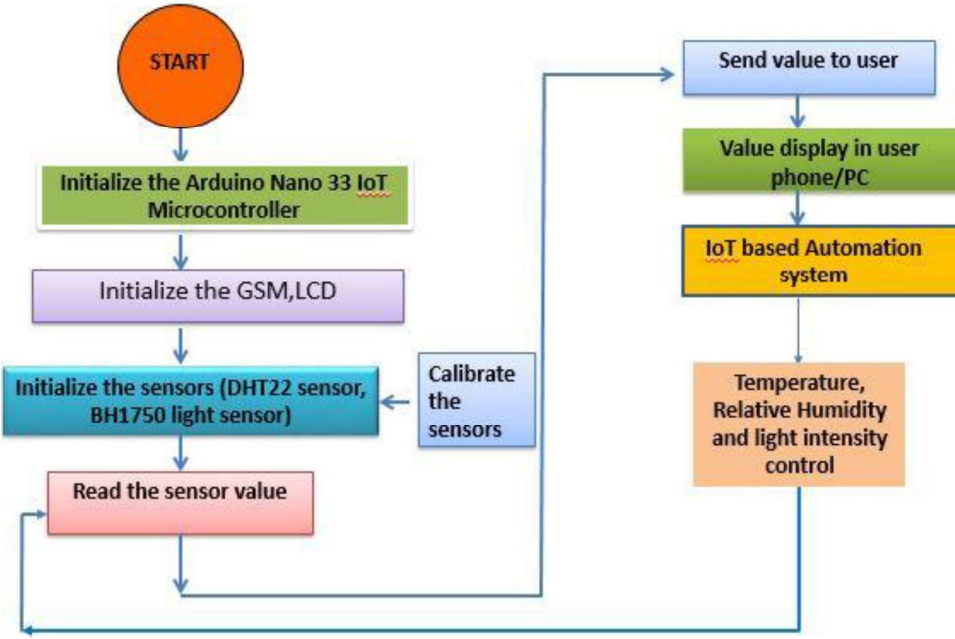 START
Initialize the Arduino Nano 33 IoT
Microcontroller
Initialize the GSM,LCD
Initialize the sensors (DHT22 sensor,
BH1750 light sensor)
Calibrate
the
sensors
Read the sensor value
Send value to user
Value display in user
phone/PC
IoT based Automation
system
Temperature,
Relative Humidity
and light intensity
control